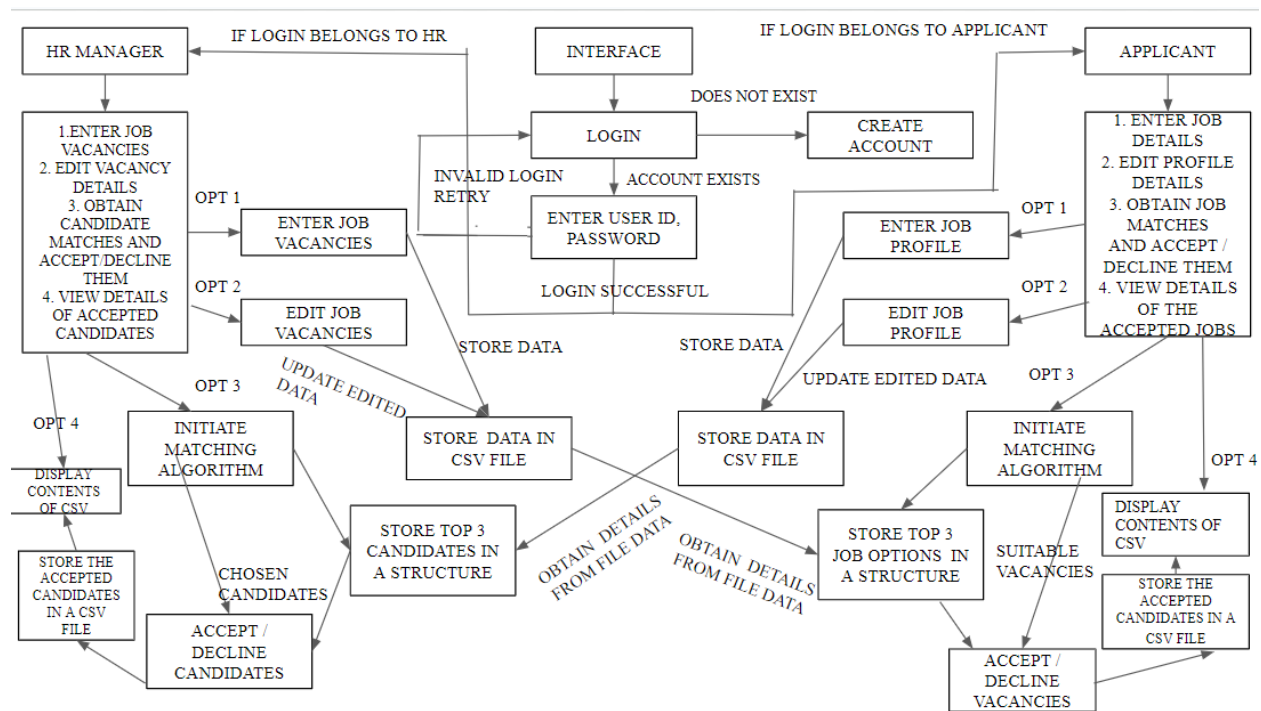 IF LOGIN BELONGS TO HR
IF LOGIN BELONGS TO APPLICANT
HR MANAGER
INTERFACE
APPLICANT
DOES NOT EXIST
LOGIN
CREATE
ACCOUNT
1.ENTER JOB
VACANCIES
2. EDIT VACANCY
DETAILS
3. OBTAIN
CANDIDATE
MATCHES AND
ACCEPT/DECLINE
THEM
4. VIEW DETAILS
OF ACCEPTED
CANDIDATES
1. ENTER JOB
DETAILS
2. EDIT PROFILE
DETAILS
3. OBTAIN JOB
MATCHES
AND ACCEPT /
DECLINE THEM
4. VIEW DETAILS
OF THE
ACCEPTED JOBS
INVALID LOGIN
RETRY
ACCOUNT EXISTS
OPT 1
ENTER JOB
VACANCIES
ENTER USER ID,
PASSWORD
ENTER JOB
PROFILE
OPT 1
OPT 2
EDIT JOB
VACANCIES
LOGIN SUCCESSFUL
EDIT JOB
PROFILE
OPT 2
STORE DATA
STORE DATA
UPDATE EDITED
DATA
UPDATE EDITED DATA
OPT 3
OPT 3
OPT 4
INITIATE
MATCHING
ALGORITHM
STORE DATA IN
CSV FILE
STORE DATA IN
CSV FILE
INITIATE
MATCHING
ALGORITHM
OPT 4
DISPLAY
CONTENTS
OF CSV
DISPLAY
CONTENTS OF
CSV
STORE TOP 3
CANDIDATES IN
A STRUCTURE
OBTAIN DETAILS
FROM FILE DATA
OBTAIN DETAILS
FROM FILE DATA
STORE TOP 3
JOB OPTIONS IN
A STRUCTURE
SUITABLE
VACANCIES
STORE THE
ACCEPTED
CANDIDATES
IN A CSV
FILE
CHOSEN
CANDIDATES
STORE THE
ACCEPTED
CANDIDATES IN A
CSV FILE
ACCEPT /
DECLINE
CANDIDATES
ACCEPT /
DECLINE
VACANCIES